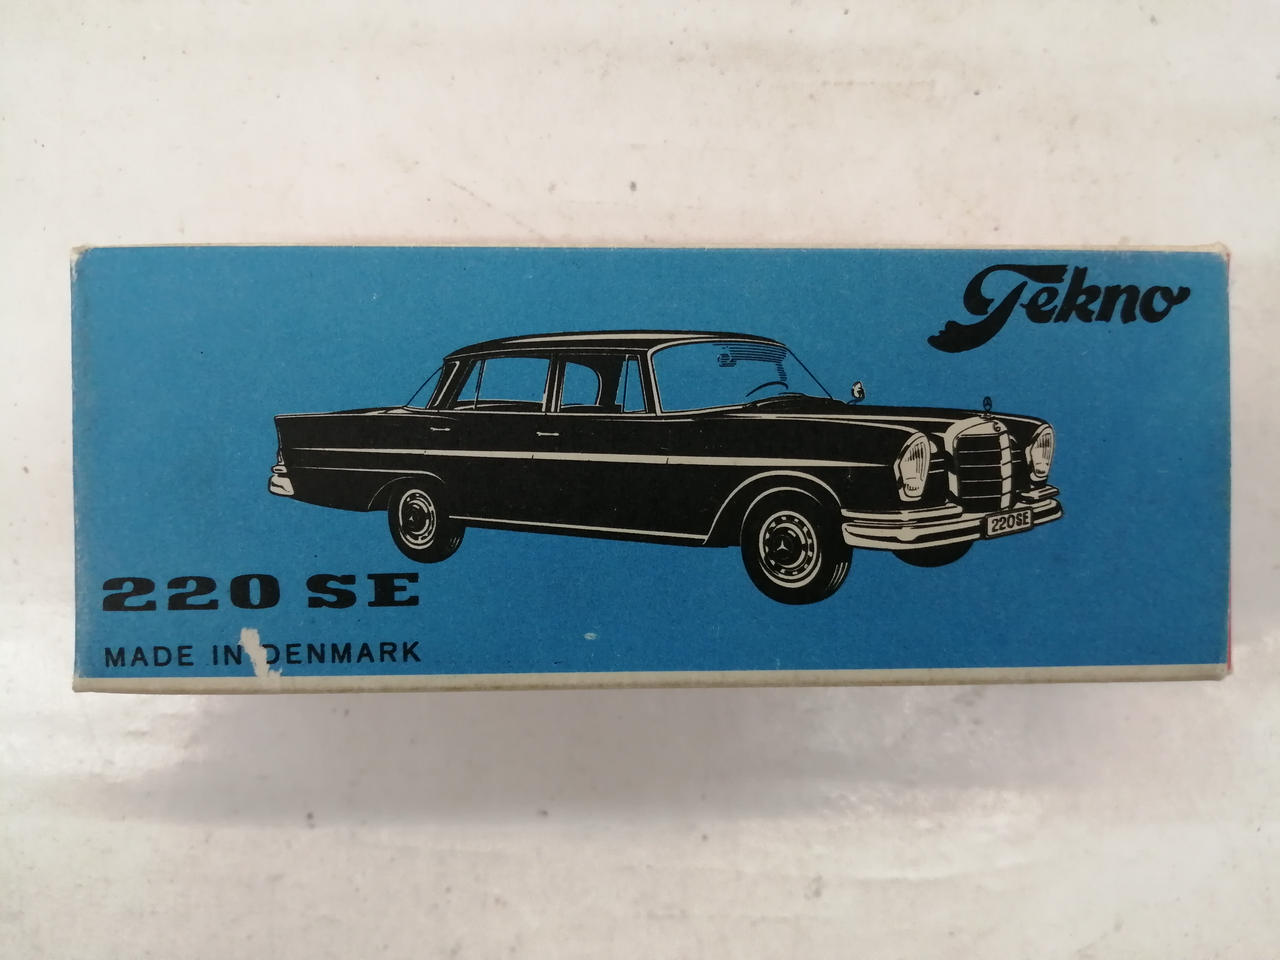 Tekno
220SE
220 SE
MADE IN DENMARK